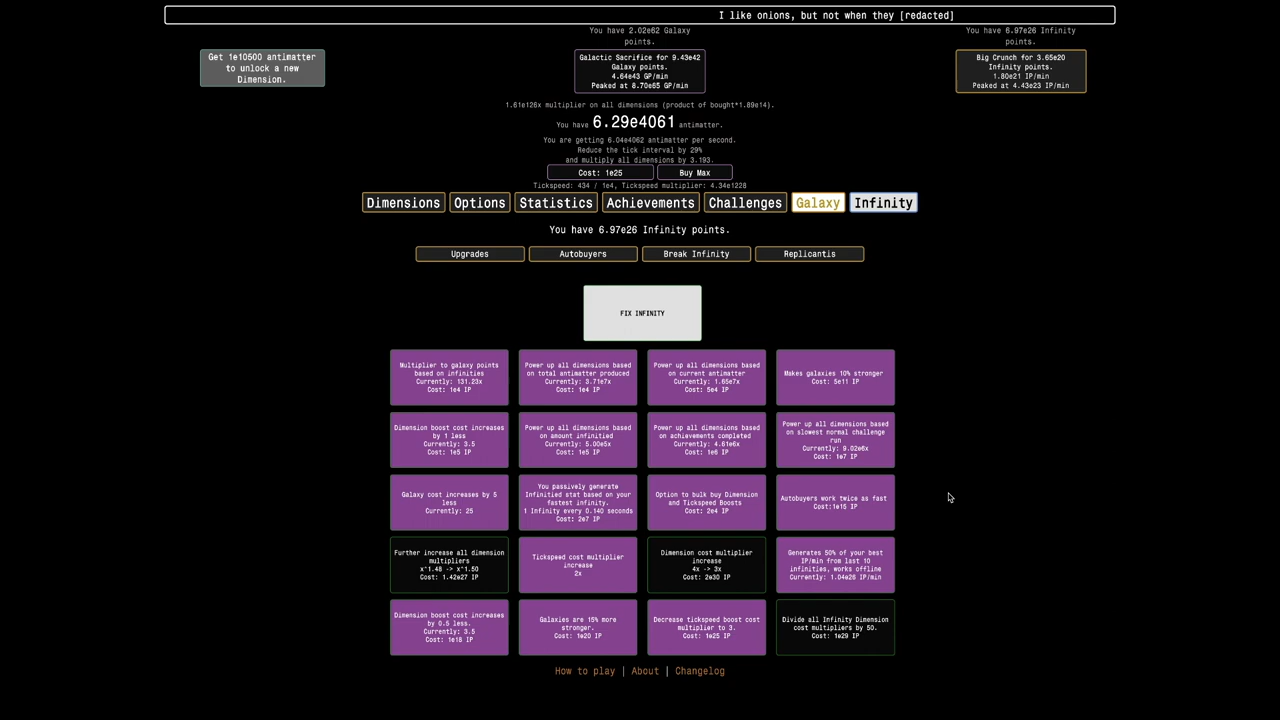 I like onions, but not when they [redacted]
You have 2.02e62 Galaxy
points.
You have 6.97e26 Infinity
points.
Get 1e10500 antimatter
to unlock a new
Dimension.
Galactic Sacrifice for 9.43e42
Galaxy points.
4.64e43 GP/min
Peaked at 8.70e65 GP/min
Big Crunch for 3.65e20
Infinity points.
1.80e21 IP/min
Peaked at 4.43e23 IP/min
1.61e126x multiplier on all dimensions (product of bought*1.89e14).
You have 6.29e4061 antimatter.
You are getting 6.04e4062 antimatter per second.
Reduce the tick interval by 29%
and multiply all dimensions by 3.193.
Cost: 1e25
Buy Max
Tickspeed: 434 / 1e4, Tickspeed multiplier: 4.34e1228
Dimensions
Options
Statistics
Achievements
Challenges
Galaxy
Infinity
You have 6.97e26 Infinity points.
Upgrades
Autobuyers
Break Infinity
Replicantis
FIX INFINITY
Multiplier to galaxy points
based on infinities
Currently: 131.23x
Cost: 1e4 IP
Power up all dimensions based
on total antimatter produced
Currently: 3.71e7x
Cost: 1e4 IP
Power up all dimensions based
on current antimatter
Currently: 1.65e7x
Cost: 5e4 IP
Makes galaxies 10% stronger
Cost: 5e11 IP
Dimension boost cost increases
by 1 less
Currently: 3.5
Cost: 1e5 IP
Power up all dimensions based
on amount infinitied
Currently: 5.00e5x
Cost: 1e5 IP
Power up all dimensions based
on achievements completed
Currently: 4.61e6x
Cost: 1e6 IP
Power up all dimensions based
on slowest normal challenge
run
Currently: 9.02e6x
Cost: 1e7 IP
Galaxy cost increases by 5
less
Currently: 25
You passively generate
Infinitied stat based on your
fastest infinity.
1 Infinity every 0.140 seconds
Cost: 2e7 IP
Option to bulk buy Dimension
and Tickspeed Boosts
Cost: 2e4 IP
Autobuyers work twice as fast
Cost:1e15 IP
Further increase all dimension
multipliers
x^1.48 -> x^1.50
Cost: 1.42e27 IP
Tickspeed cost multiplier
increase
2x
Dimension cost multiplier
increase
4x -> 3x
Cost: 2e30 IP
Generates 50% of your best
IP/min from last 10
infinities, works offline
Currently: 1.04e26 IP/min
Dimension boost cost increases
by 0.5 less.
Currently: 3.5
Cost: 1e18 IP
Galaxies are 15% more
stronger.
Cost: 1e20 IP
Decrease tickspeed boost cost
multiplier to 3.
Cost: 1e25 IP
Divide all Infinity Dimension
cost multipliers by 50.
Cost: 1e29 IP
How to play | About | Changelog